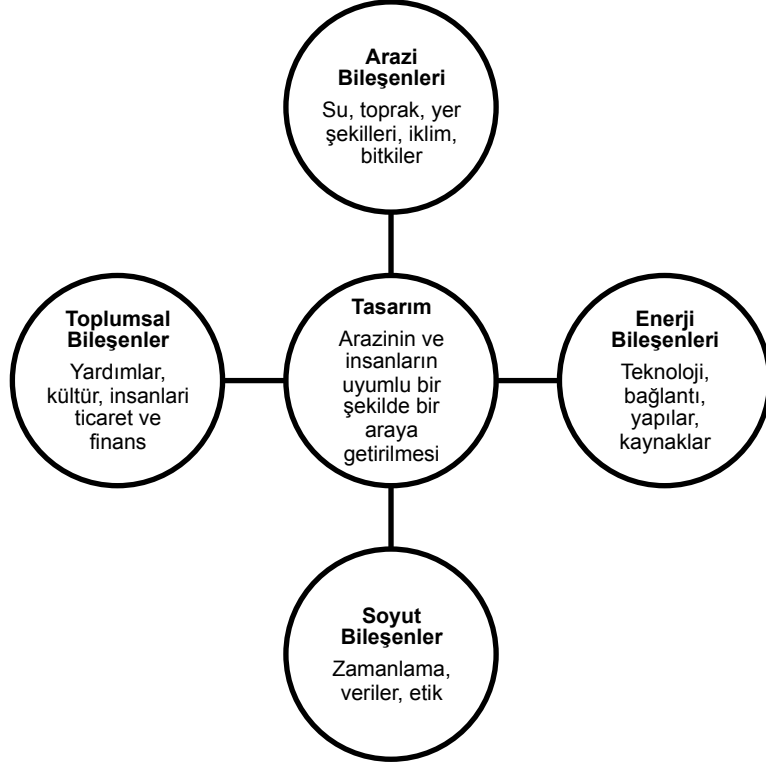 Arazi
Bileşenleri
Su, toprak, yer
şekilleri, iklim,
bitkiler
Toplumsal
Bileşenler
Yardımlar,
kültür, insanlari
ticaret ve
finans
Tasarım
Arazinin ve
insanların
uyumlu bir
şekilde bir
araya
getirilmesi
Enerji
Bileşenleri
Teknoloji,
bağlantı,
yapılar,
kaynaklar
Soyut
Bileşenler
Zamanlama,
veriler, etik